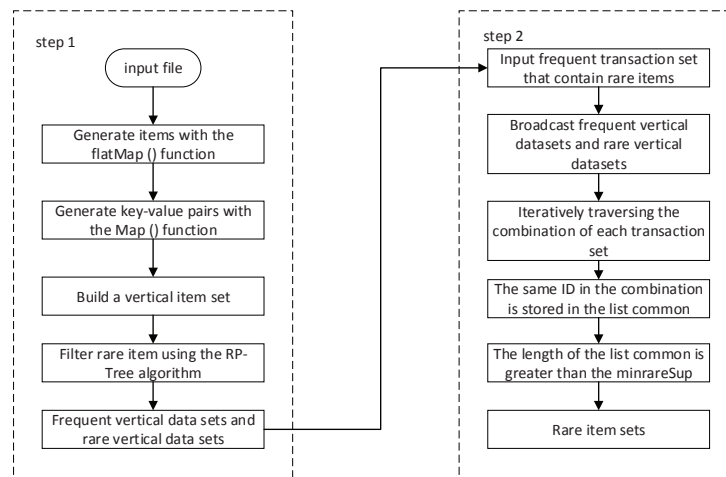 step 1
input file
Generate items with the
flatMap () function
Generate key-value pairs with
the Map () function
Build a vertical item set
Filter rare item using the RP-
Tree algorithm
Frequent vertical data sets and
rare vertical data sets
step 2
Input frequent transaction set
that contain rare items
Broadcast frequent vertical
datasets and rare vertical
datasets
Iteratively traversing the
combination of each transaction
set
The same ID in the combination
is stored in the list common
The length of the list common is
greater than the minrareSup
Rare item sets